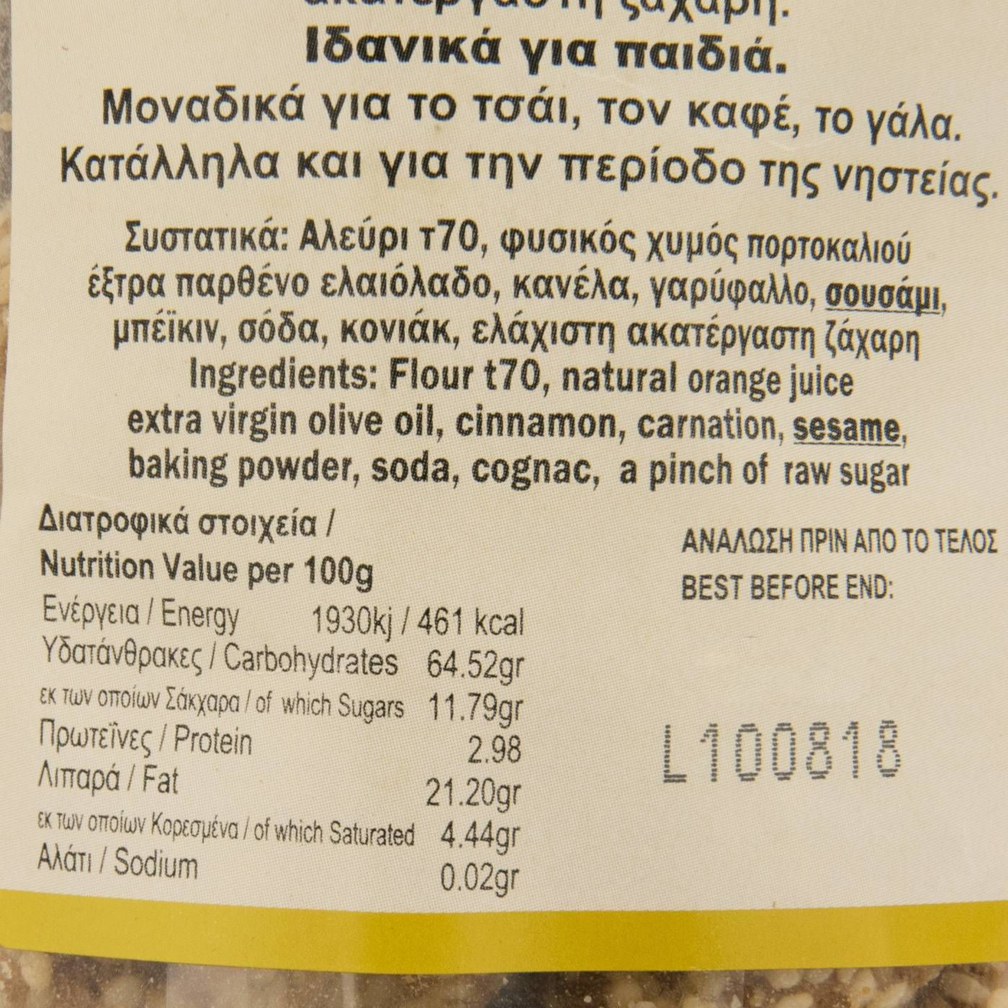 ακατέργαστη ζάχαρη.
Ιδανικά για παιδιά.
Μοναδικά για το τσάι, τον καφέ, το γάλα.
Κατάλληλα και για την περίοδο της νηστείας.
Συστατικά: Αλεύρι τ70, φυσικός χυμός πορτοκαλιού
έξτρα παρθένο ελαιόλαδο, κανέλα, γαρύφαλλο, σουσάμι,
μπέϊκιν, σόδα, κονιάκ, ελάχιστη ακατέργαστη ζάχαρη
Ingredients: Flour t70, natural orange juice
extra virgin olive oil, cinnamon, carnation, sesame,
baking powder, soda, cognac, a pinch of raw sugar
Διατροφικά στοιχεία /
Nutrition Value per 100g
Ενέργεια / Energy 1930kj / 461 kcal
Υδατάνθρακες / Carbohydrates 64.52gr
εκ των οποίων Σάκχαρα / of which Sugars 11.79gr
Πρωτεΐνες / Protein 2.98
Λιπαρά / Fat 21.20gr
εκ των οποίων Κορεσμένα / of which Saturated 4.44gr
Αλάτι / Sodium 0.02gr
ΑΝΑΛΩΣΗ ΠΡΙΝ ΑΠΟ ΤΟ ΤΕΛΟΣ
BEST BEFORE END:
L100818